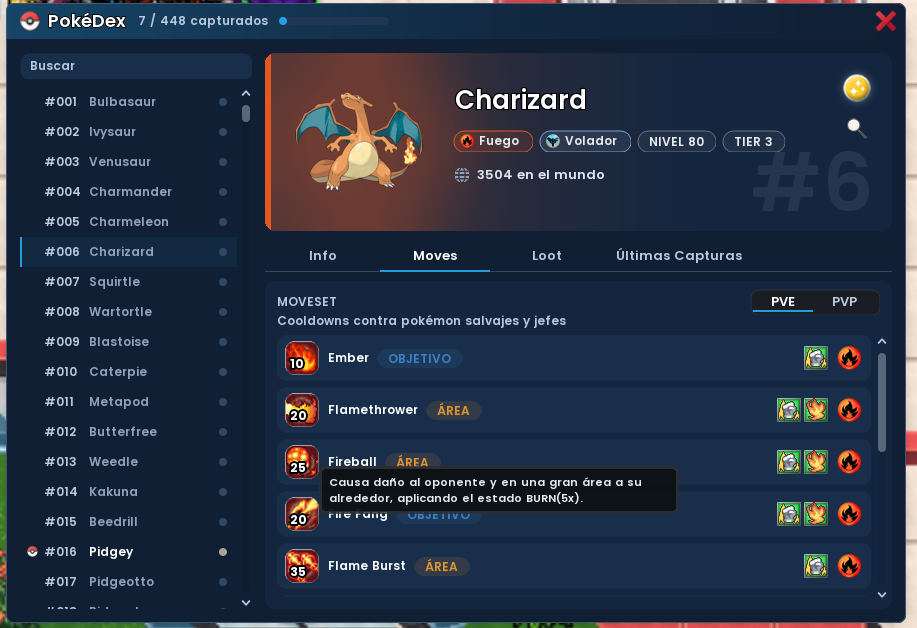 PokéDex 7 / 448 capturados
Buscar
#001 Bulbasaur
#002 Ivysaur
#003 Venusaur
#004 Charmander
#005 Charmeleon
#006 Charizard
#007 Squirtle
#008 Wartortle
#009 Blastoise
#010 Caterpie
#011 Metapod
#012 Butterfree
#013 Weedle
#014 Kakuna
#015 Beedrill
#016 Pidgey
#017 Pidgeotto
Charizard
Fuego Volador NIVEL 80 TIER 3
3504 en el mundo
#6
Info Moves Loot Últimas Capturas
MOVESET
PVE PVP
Cooldowns contra pokémon salvajes y jefes
10 Ember OBJETIVO
20 Flamethrower ÁREA
25 Fireball ÁREA
Causa daño al oponente y en una gran área a su
alrededor, aplicando el estado BURN(5x).
20 Fire Fang OBJETIVO
35 Flame Burst ÁREA